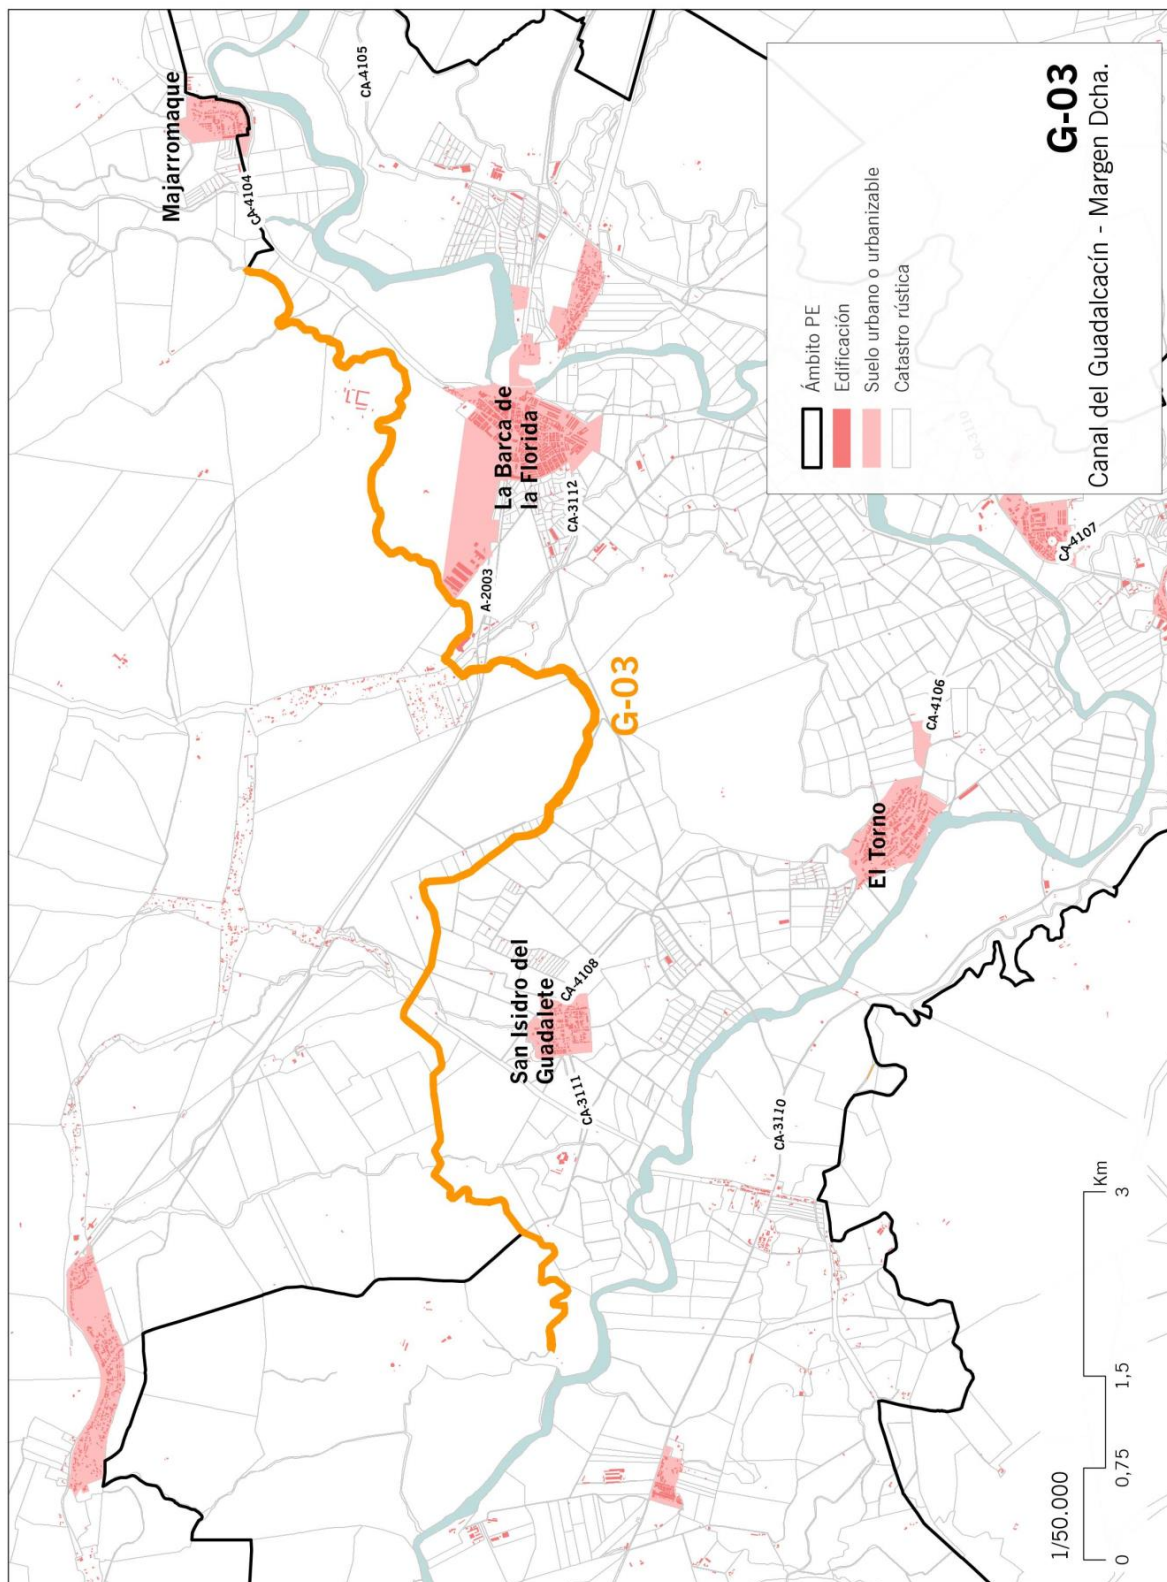 Majarromaque
CA-4104
CA-4105
La Barca de
la Florida
CA-3112
A-2003
G-03
CA-4107
CA-4106
El Torno
San Isidro del
Guadalete
CA-4108
CA-3111
CA-3110
1/50.000
0
0,75
1,5
3
Km
Ámbito PE
Edificación
Suelo urbano o urbanizable
Catastro rústica
CA-3110
G-03
Canal del Guadalcacín - Margen Dcha.